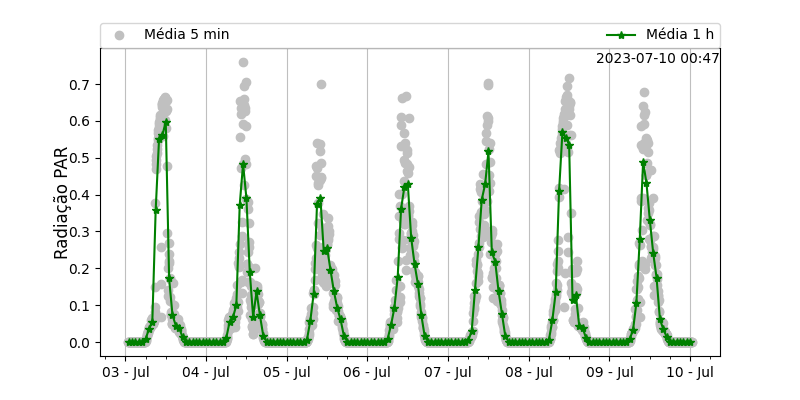 Média 5 min
Média 1 h
2023-07-10 00:47
Radiação PAR
0.7
0.6
0.5
0.4
0.3
0.2
0.1
0.0
03 - Jul
04 - Jul
05 - Jul
06 - Jul
07 - Jul
08 - Jul
09 - Jul
10 - Jul